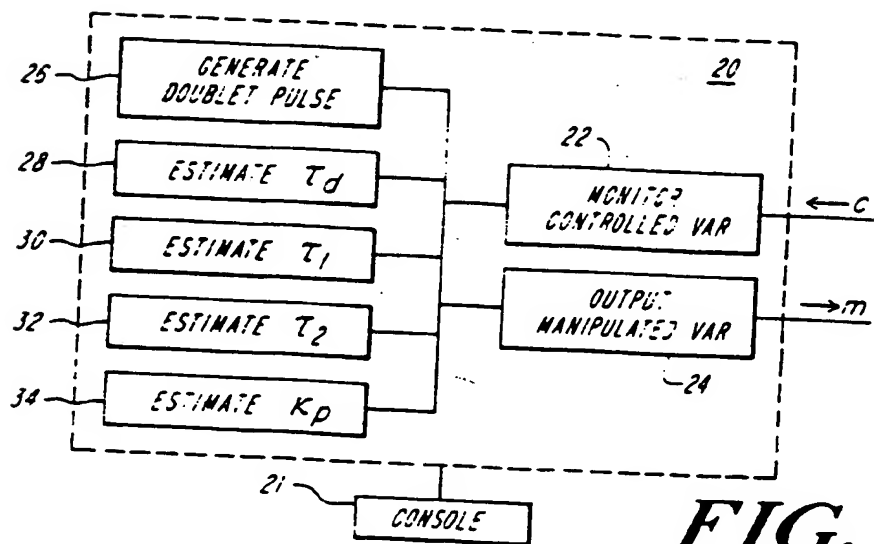 26
GENERATE
DOUBLET PULSE
20
28
ESTIMATE τd
22
MONITOR
CONTROLLED VAR
C
30
ESTIMATE τ1
32
ESTIMATE τ2
OUTPUT
MANIPULATED VAR
m
24
34
ESTIMATE Kp
21
CONSOLE
FIG.